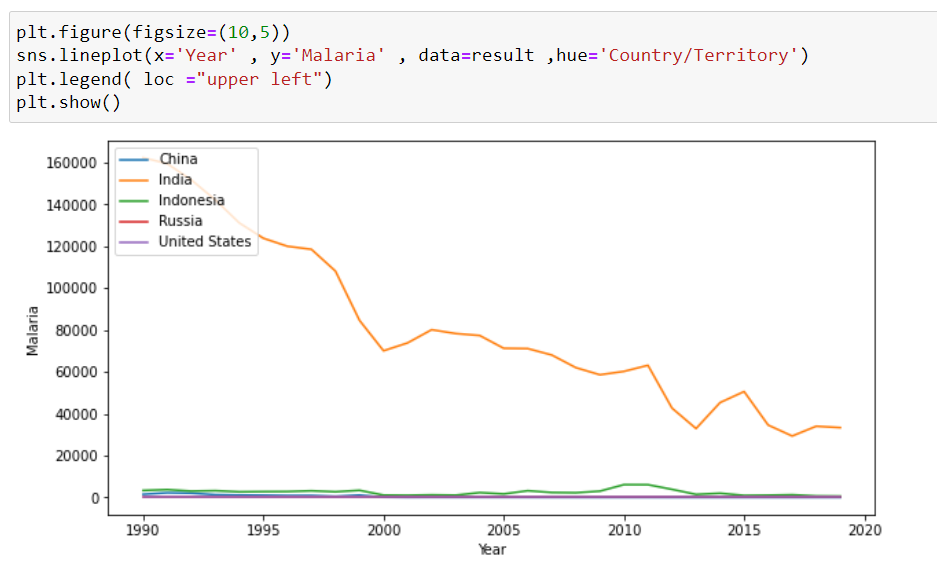 plt.figure(figsize=(10,5))
sns.lineplot(x='Year' , y='Malaria' , data=result ,hue='Country/Territory')
plt.legend( loc ="upper left")
plt.show()
160000
140000
120000
100000
80000
60000
40000
20000
0
Malaria
China
India
Indonesia
Russia
United States
1990 1995 2000 2005 2010 2015 2020
Year